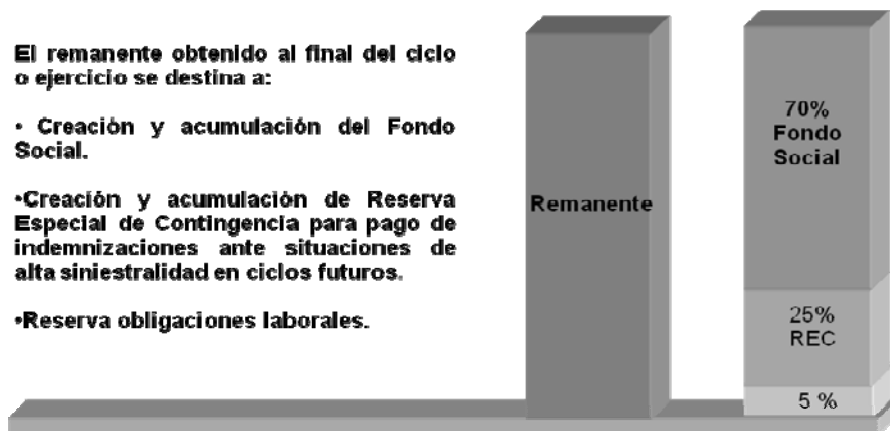 El remanente obtenido al final del ciclo
o ejercicio se destina a:
• Creación y acumulación del Fondo
Social.
•Creación y acumulación de Reserva
Especial de Contingencia para pago de
indemnizaciones ante situaciones de
alta siniestralidad en ciclos futuros.
•Reserva obligaciones laborales.
Remanente
70%
Fondo
Social
25%
REC
5 %